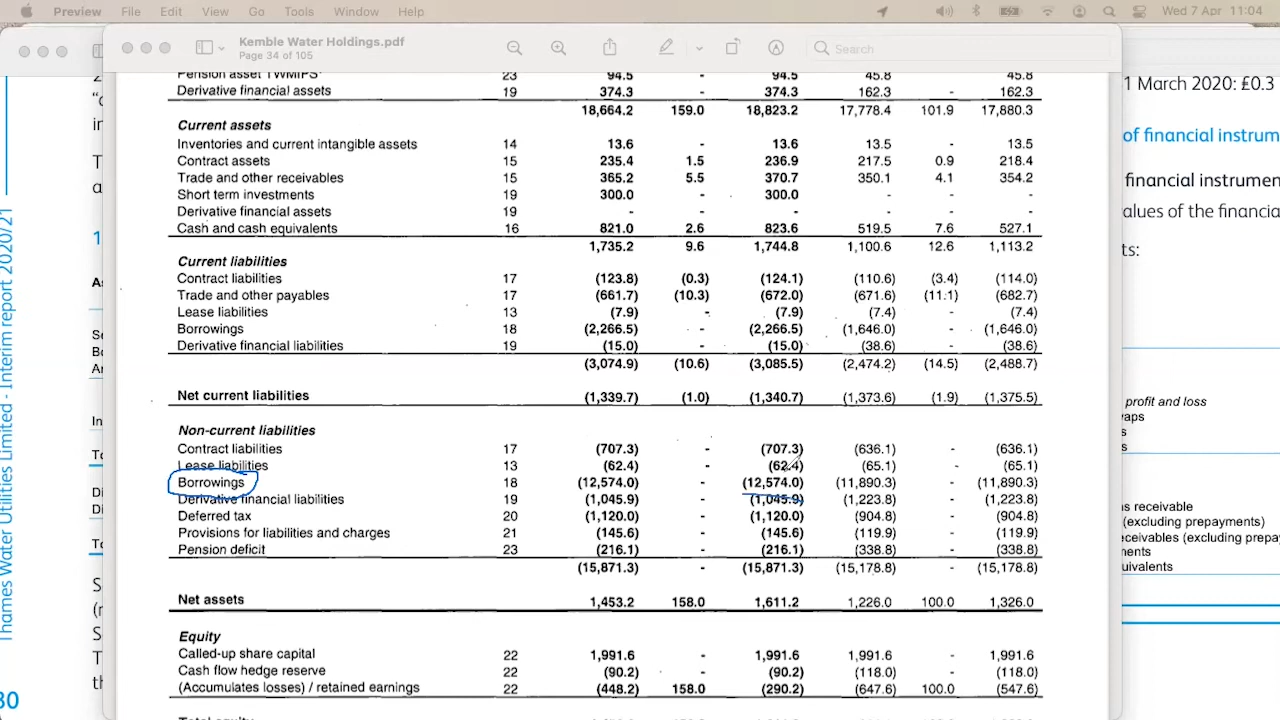 Preview File Edit View Go Tools Window Help Wed 7 Apr 11:04
Kemble Water Holdings.pdf
Page 34 of 105
Search
Pension asset TWMIPS 23 94.5 - 94.5 45.8 - 45.8
Derivative financial assets 19 374.3 - 374.3 162.3 - 162.3
18,664.2 159.0 18,823.2 17,778.4 101.9 17,880.3
Current assets
Inventories and current intangible assets 14 13.6 - 13.6 13.5 - 13.5
Contract assets 15 235.4 1.5 236.9 217.5 0.9 218.4
Trade and other receivables 15 365.2 5.5 370.7 350.1 4.1 354.2
Short term investments 19 300.0 - 300.0 - - -
Derivative financial assets 19 - - - - - -
Cash and cash equivalents 16 821.0 2.6 823.6 519.5 7.6 527.1
1,735.2 9.6 1,744.8 1,100.6 12.6 1,113.2
Current liabilities
Contract liabilities 17 (123.8) (0.3) (124.1) (110.6) (3.4) (114.0)
Trade and other payables 17 (661.7) (10.3) (672.0) (671.6) (11.1) (682.7)
Lease liabilities 13 (7.9) - (7.9) (7.4) - (7.4)
Borrowings 18 (2,266.5) - (2,266.5) (1,646.0) - (1,646.0)
Derivative financial liabilities 19 (15.0) - (15.0) (38.6) - (38.6)
(3,074.9) (10.6) (3,085.5) (2,474.2) (14.5) (2,488.7)
Net current liabilities (1,339.7) (1.0) (1,340.7) (1,373.6) (1.9) (1,375.5)
Non-current liabilities
Contract liabilities 17 (707.3) - (707.3) (636.1) - (636.1)
Lease liabilities 13 (62.4) - (62.4) (65.1) - (65.1)
Borrowings 18 (12,574.0) - (12,574.0) (11,890.3) - (11,890.3)
Derivative financial liabilities 19 (1,045.9) - (1,045.9) (1,223.8) - (1,223.8)
Deferred tax 20 (1,120.0) - (1,120.0) (904.8) - (904.8)
Provisions for liabilities and charges 21 (145.6) - (145.6) (119.9) - (119.9)
Pension deficit 23 (216.1) - (216.1) (338.8) - (338.8)
(15,871.3) - (15,871.3) (15,178.8) - (15,178.8)
Net assets 1,453.2 158.0 1,611.2 1,226.0 100.0 1,326.0
Equity
Called-up share capital 22 1,991.6 - 1,991.6 1,991.6 - 1,991.6
Cash flow hedge reserve 22 (90.2) - (90.2) (118.0) - (118.0)
(Accumulates losses) / retained earnings 22 (448.2) 158.0 (290.2) (647.6) 100.0 (547.6)
Total equity
Thames Water Utilities Limited - Interim report 2020/21
1 March 2020: £0.3
of financial instrum
financial instrumen
alues of the financia
ts:
profit and loss
vaps
s
s
s receivable
(excluding prepayments)
eceivables (excluding prepay
ments
uivalents